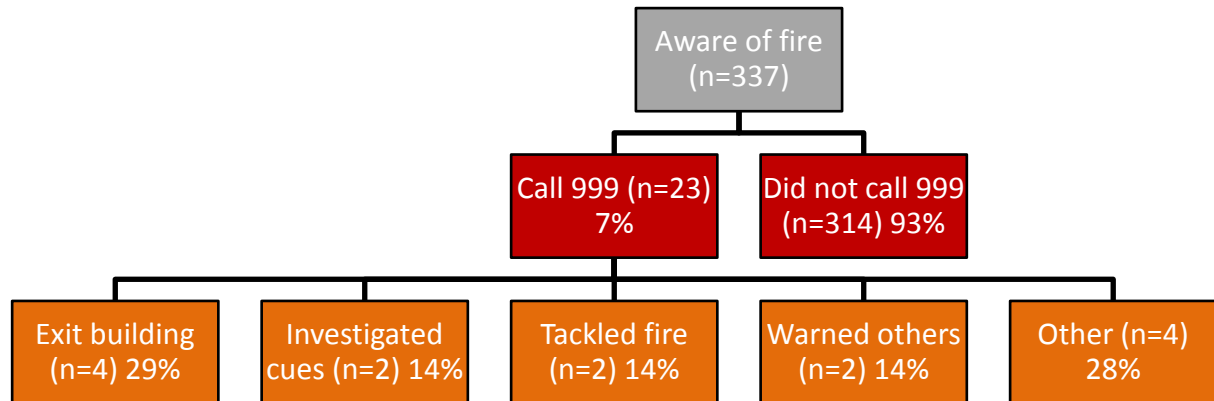 Aware of fire
(n=337)
Call 999 (n=23)
7%
Did not call 999
(n=314) 93%
Exit building
(n=4) 29%
Investigated
cues (n=2) 14%
Tackled fire
(n=2) 14%
Warned others
(n=2) 14%
Other (n=4)
28%